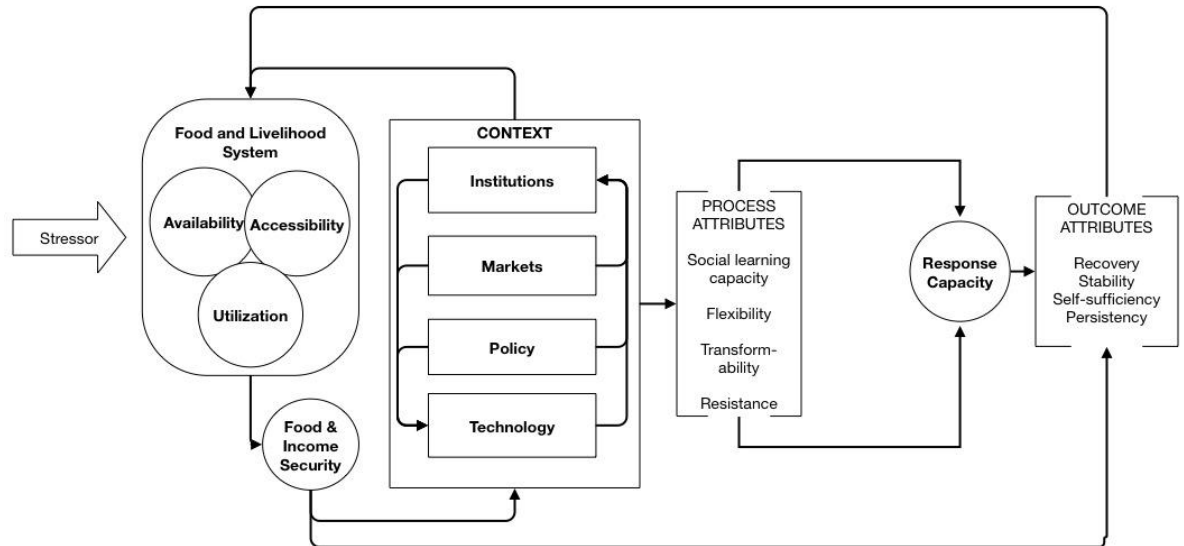 Stressor
Food and Livelihood
System
Availability
Accessibility
Utilization
Food &
Income
Security
CONTEXT
Institutions
Markets
Policy
Technology
PROCESS
ATTRIBUTES
Social learning
capacity
Flexibility
Transform-
ability
Resistance
Response
Capacity
OUTCOME
ATTRIBUTES
Recovery
Stability
Self-sufficiency
Persistency